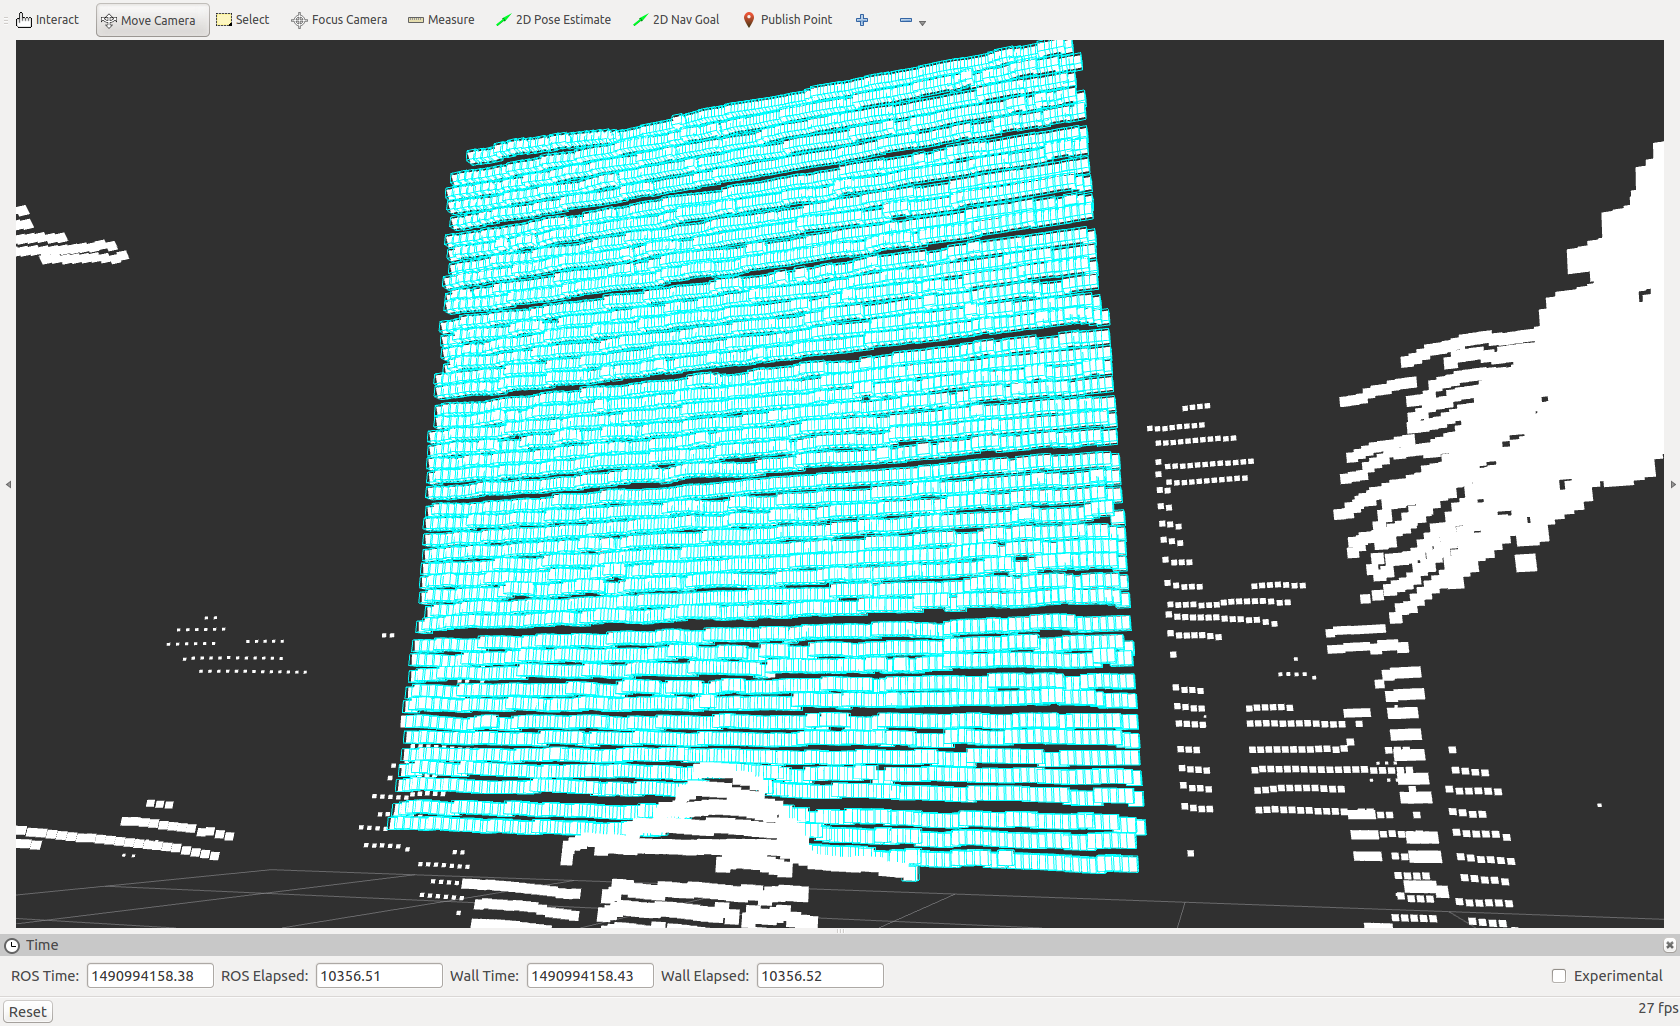 Interact Move Camera Select Focus Camera Measure 2D Pose Estimate 2D Nav Goal Publish Point
Time
ROS Time: 1490994158.38 ROS Elapsed: 10356.51 Wall Time: 1490994158.43 Wall Elapsed: 10356.52 Experimental
Reset 27 fps